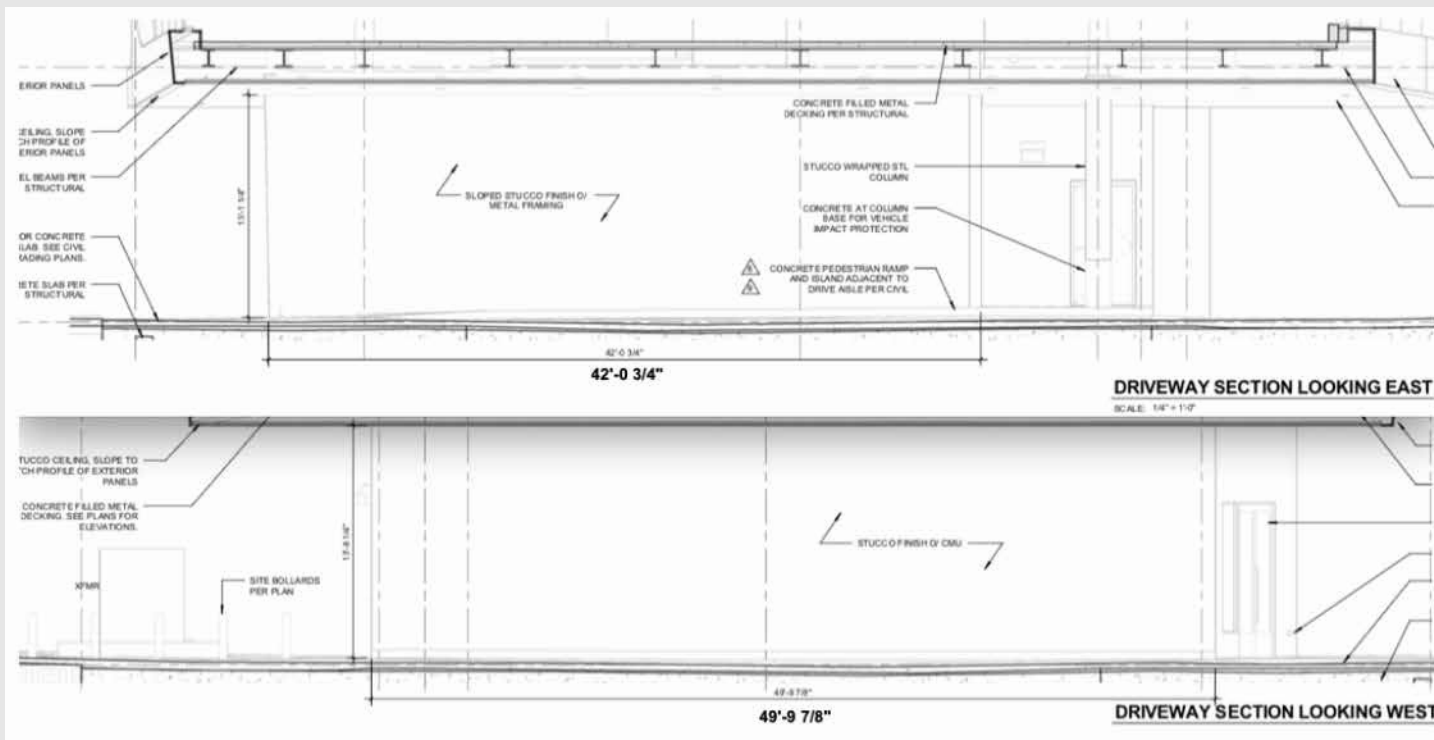 ERIOR PANELS
CEILING, SLOPE
CH PROFILE OF
ERIOR PANELS
EL BEAMS PER
STRUCTURAL
OR CONCRETE
SLAB. SEE CIVIL
RADING PLANS.
ETE SLAB PER
STRUCTURAL
SLOPED STUCCO FINISH O/
METAL FRAMING
CONCRETE FILLED METAL
DECKING PER STRUCTURAL
STUCCO WRAPPED STL
COLUMN
CONCRETE AT COLUMN
BASE FOR VEHICLE
IMPACT PROTECTION
CONCRETE PEDESTRIAN RAMP
AND ISLAND ADJACENT TO
DRIVE AISLE PER CIVIL
42'-0 3/4"
42'-0 3/4"
DRIVEWAY SECTION LOOKING EAST
SCALE: 1/4" = 1'-0"
TUCCO CEILING, SLOPE TO
CH PROFILE OF EXTERIOR
PANELS
CONCRETE FILLED METAL
DECKING. SEE PLANS FOR
ELEVATIONS.
XFMR
SITE BOLLARDS
PER PLAN
STUCCO FINISH O/ CMU
49'-9 7/8"
49'-9 7/8"
DRIVEWAY SECTION LOOKING WEST